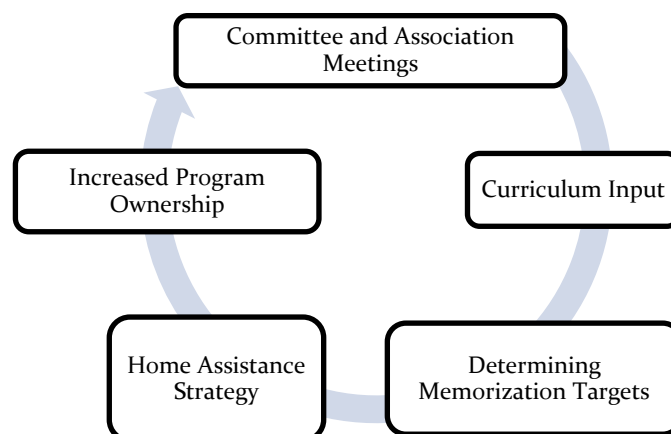 Committee and Association
Meetings
Curriculum Input
Determining
Memorization Targets
Home Assistance
Strategy
Increased Program
Ownership